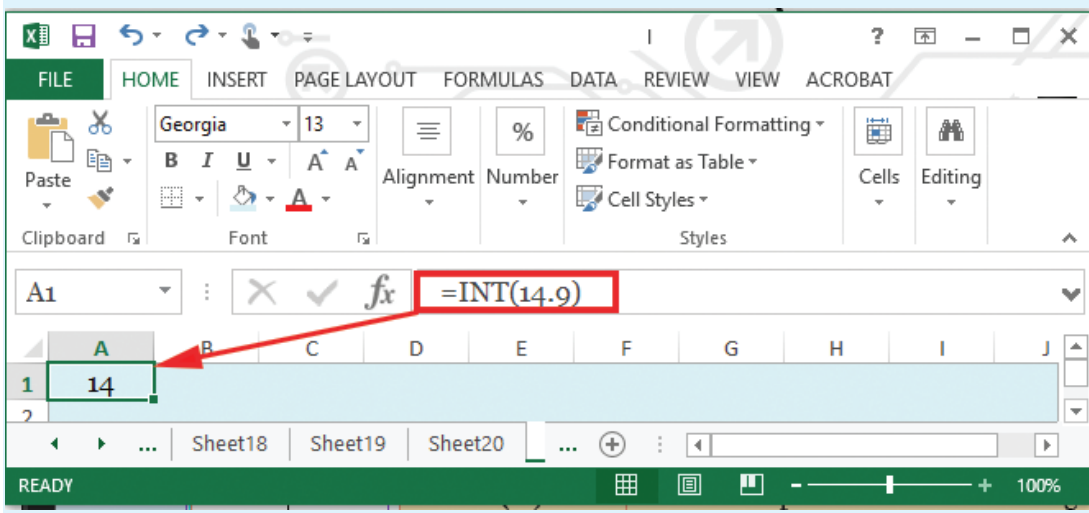 I ?
FILE HOME INSERT PAGE LAYOUT FORMULAS DATA REVIEW VIEW ACROBAT
Georgia 13
% Conditional Formatting
B I U A A
Paste Alignment Number Format as Table Cells Editing
A Cell Styles
Clipboard Font Styles
A1 fx =INT(14.9)
A B C D E F G H I J
1 14
2
... Sheet18 Sheet19 Sheet20 ...
READY 100%